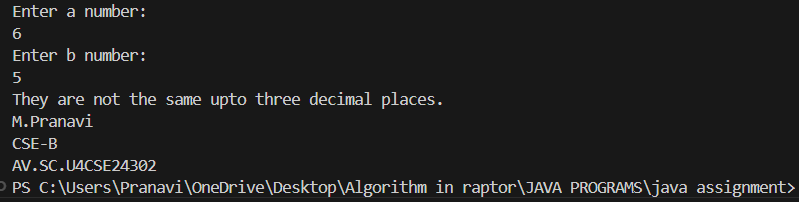 Enter a number:
6
Enter b number:
5
They are not the same upto three decimal places.
M.Pranavi
CSE-B
AV.SC.U4CSE24302
PS C:\Users\Pranavi\OneDrive\Desktop\Algorithm in raptor\JAVA PROGRAMS\java assignment>